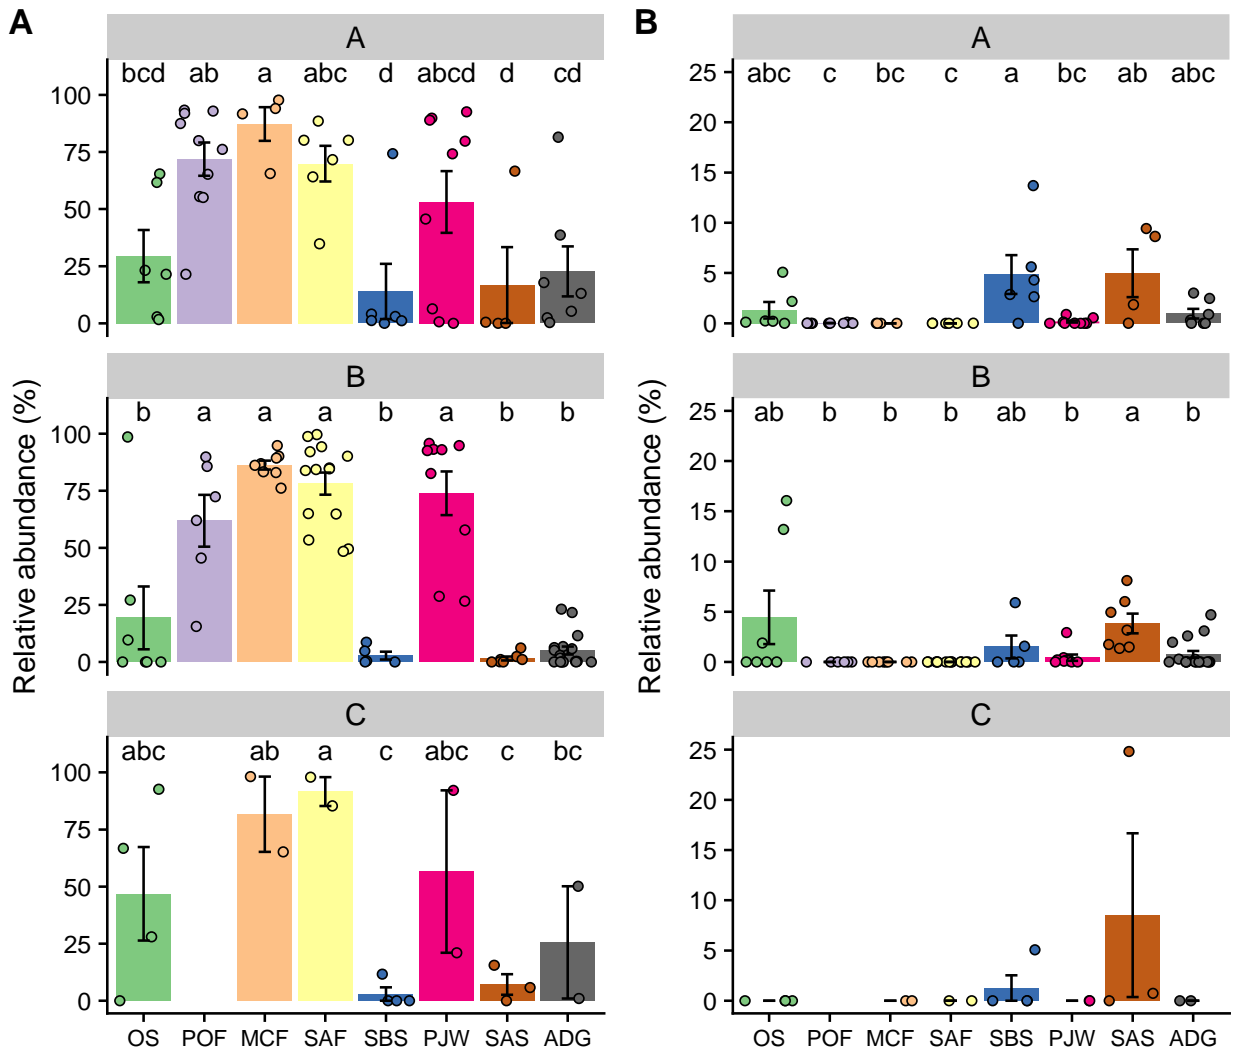 A B
A A
bcd ab a abc d abcd d cd
abc c bc c a bc ab abc
100
75
50
25
0
25
20
15
10
5
0
B B
b a a a b a b b
ab b b b ab b a b
100
75
50
25
0
25
20
15
10
5
0
C C
abc ab a c abc c bc
100
75
50
25
0
25
20
15
10
5
0
Relative abundance (%)
Relative abundance (%)
OS POF MCF SAF SBS PJW SAS ADG
OS POF MCF SAF SBS PJW SAS ADG